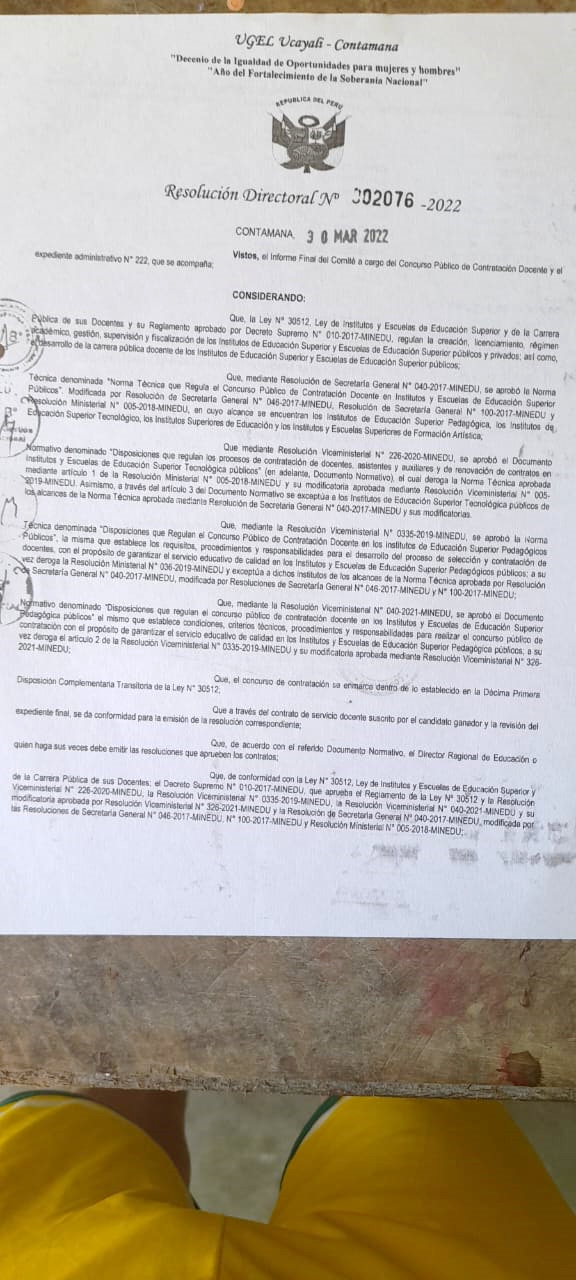 UGEL Ucayali - Contamana
"Decenio de la Igualdad de Oportunidades para mujeres y hombres"
"Año del Fortalecimiento de la Soberanía Nacional"
REPUBLICA DEL PERU
Resolución Directoral Nº 002076 -2022
CONTAMANA, 30 MAR 2022
Vistos, el Informe Final del Comité a cargo del Concurso Público de Contratación Docente y el
expediente administrativo N° 222, que se acompaña;
CONSIDERANDO:
Que, la Ley N° 30512, Ley de Institutos y Escuelas de Educación Superior y de la Carrera
Pública de sus Docentes y su Reglamento aprobado por Decreto Supremo N° 010-2017-MINEDU, regulan la creación, licenciamiento, régimen
académico, gestión, supervisión y fiscalización de los Institutos de Educación Superior y Escuelas de Educación Superior públicos y privados; así como,
el desarrollo de la carrera pública docente de los Institutos de Educación Superior y Escuelas de Educación Superior públicos;
Que, mediante Resolución de Secretaría General N° 040-2017-MINEDU, se aprobó la Norma
Técnica denominada "Norma Técnica que Regula el Concurso Público de Contratación Docente en Institutos y Escuelas de Educación Superior
Públicos". Modificada por Resolución de Secretaría General N° 046-2017-MINEDU, Resolución de Secretaría General N° 100-2017-MINEDU y
Resolución Ministerial N° 005-2018-MINEDU, en cuyo alcance se encuentran los Institutos de Educación Superior Pedagógica, los Institutos de
Educación Superior Tecnológico, los Institutos Superiores de Educación y los Institutos y Escuelas Superiores de Formación Artística;
Que mediante Resolución Viceministerial N° 226-2020-MINEDU, se aprobó el Documento
Normativo denominado "Disposiciones que regulan los procesos de contratación de docentes, asistentes y auxiliares y de renovación de contratos en
Institutos y Escuelas de Educación Superior Tecnológica públicos" (en adelante, Documento Normativo), el cual deroga la Norma Técnica aprobada
mediante artículo 1 de la Resolución Ministerial N° 005-2018-MINEDU y su modificatoria aprobada mediante Resolución Viceministerial N° 005-
2019-MINEDU. Asimismo, a través del artículo 3 del Documento Normativo se exceptúa a los Institutos de Educación Superior Tecnológica públicos de
los alcances de la Norma Técnica aprobada mediante Resolución de Secretaría General N° 040-2017-MINEDU y sus modificatorias.
Que, mediante la Resolución Viceministerial N° 0335-2019-MINEDU, se aprobó la Norma
Técnica denominada "Disposiciones que Regulan el Concurso Público de Contratación Docente en los institutos de Educación Superior Pedagógicos
Públicos", la misma que establece los requisitos, procedimientos y responsabilidades para el desarrollo del proceso de selección y contratación de
docentes, con el propósito de garantizar el servicio educativo de calidad en los Institutos y Escuelas de Educación Superior Pedagógicos públicos; a su
vez deroga la Resolución Ministerial N° 036-2019-MINEDU y exceptúa a dichos institutos de los alcances de la Norma Técnica aprobada por Resolución
de Secretaría General N° 040-2017-MINEDU, modificada por Resoluciones de Secretaría General N° 046-2017-MINEDU y N° 100-2017-MINEDU;
Que, mediante la Resolución Viceministerial N° 040-2021-MINEDU, se aprobó el Documento
Normativo denominado "Disposiciones que regulan el concurso público de contratación docente en los Institutos y Escuelas de Educación Superior
Pedagógica públicos" el mismo que establece condiciones, criterios técnicos, procedimientos y responsabilidades para realizar el concurso público de
contratación con el propósito de garantizar el servicio educativo de calidad en los Institutos y Escuelas de Educación Superior Pedagógica públicos, a su
vez deroga el artículo 2 de la Resolución Viceministerial N° 0335-2019-MINEDU y su modificatoria aprobada mediante Resolución Viceministerial N° 326-
2021-MINEDU;
Que, el concurso de contratación se enmarca dentro de lo establecido en la Décima Primera
Disposición Complementaria Transitoria de la Ley N° 30512;
Que a través del contrato de servicio docente suscrito por el candidato ganador y la revisión del
expediente final, se da conformidad para la emisión de la resolución correspondiente;
Que, de acuerdo con el referido Documento Normativo, el Director Regional de Educación o
quien haga sus veces debe emitir las resoluciones que aprueben los contratos;
Que, de conformidad con la Ley N° 30512, Ley de Institutos y Escuelas de Educación Superior y
de la Carrera Pública de sus Docentes; el Decreto Supremo N° 010-2017-MINEDU, que aprueba el Reglamento de la Ley N° 30512 y la Resolución
Viceministerial N° 226-2020-MINEDU, la Resolución Viceministerial N° 0335-2019-MINEDU, la Resolución Viceministerial N° 040-2021-MINEDU y su
modificatoria aprobada por Resolución Viceministerial N° 326-2021-MINEDU y la Resolución de Secretaría General N° 040-2017-MINEDU, modificada por
las Resoluciones de Secretaría General N° 046-2017-MINEDU, N° 100-2017-MINEDU y Resolución Ministerial N° 005-2018-MINEDU;